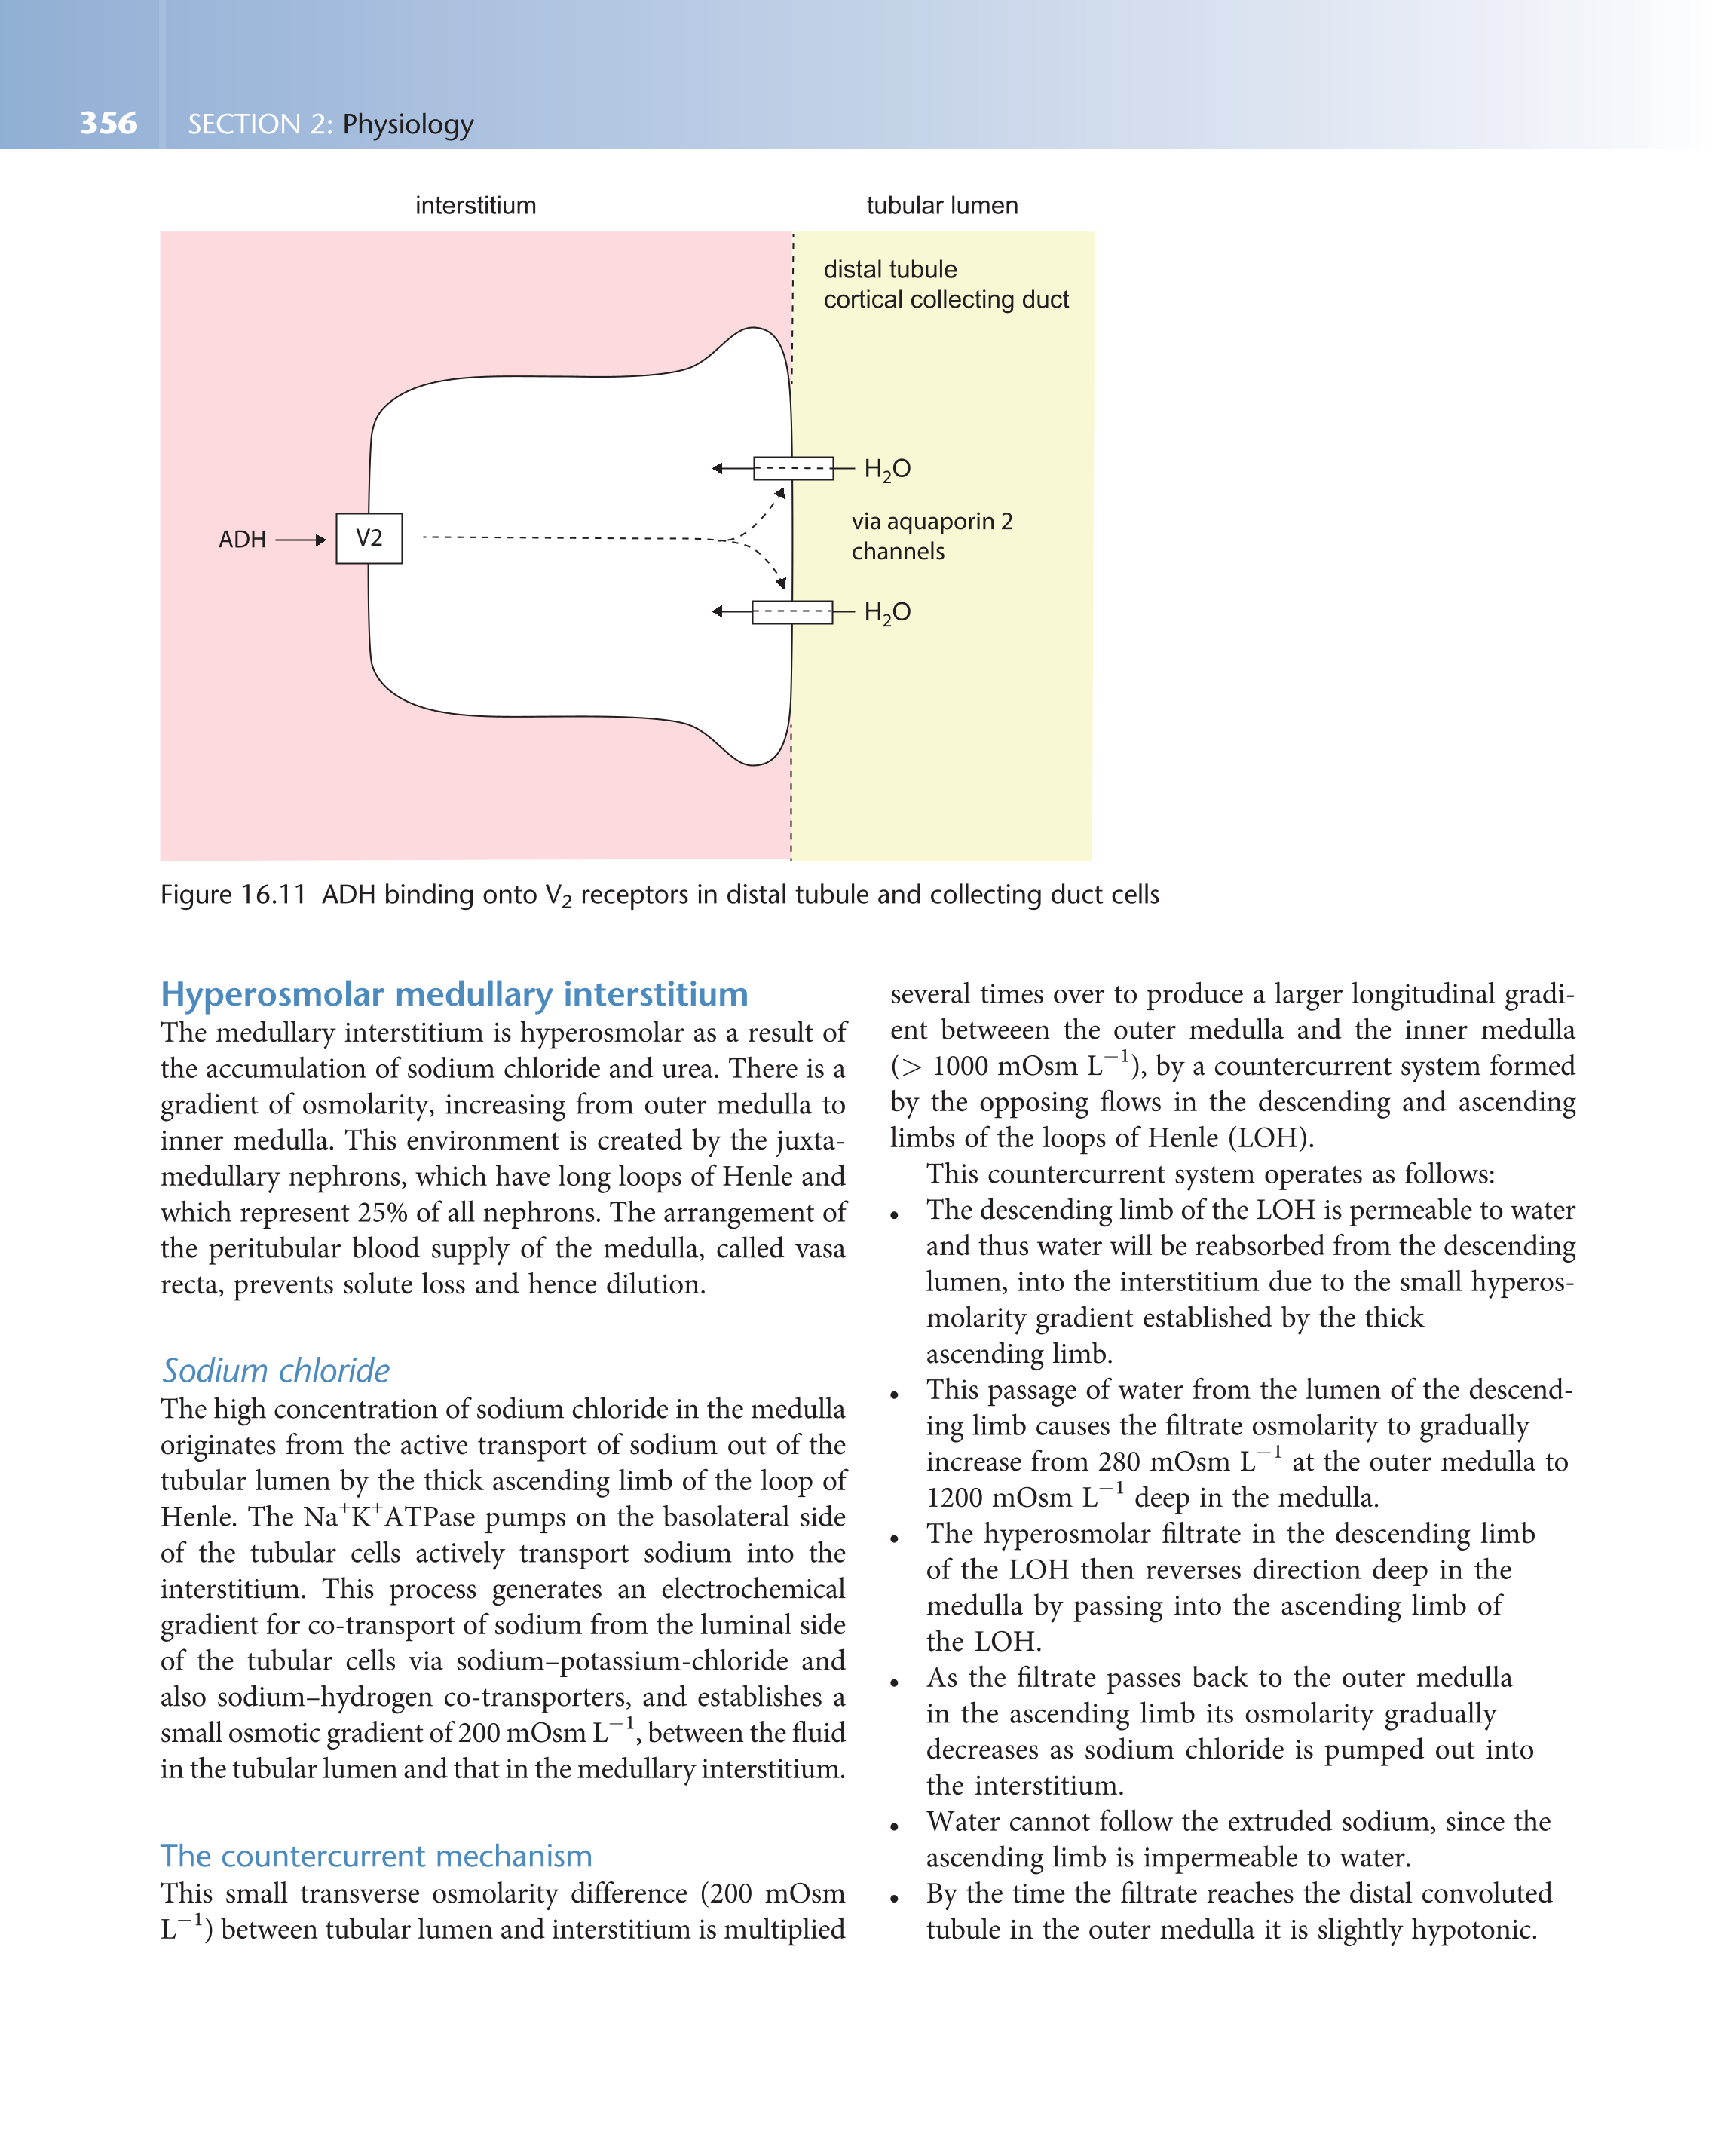 356 SECTION 2: Physiology
interstitium
tubular lumen
distal tubule
cortical collecting duct
H₂O
via aquaporin 2
channels
ADH
V2
H₂O
Figure 16.11 ADH binding onto V₂ receptors in distal tubule and collecting duct cells
Hyperosmolar medullary interstitium
The medullary interstitium is hyperosmolar as a result of
the accumulation of sodium chloride and urea. There is a
gradient of osmolarity, increasing from outer medulla to
inner medulla. This environment is created by the juxta-
medullary nephrons, which have long loops of Henle and
which represent 25% of all nephrons. The arrangement of
the peritubular blood supply of the medulla, called vasa
recta, prevents solute loss and hence dilution.
Sodium chloride
The high concentration of sodium chloride in the medulla
originates from the active transport of sodium out of the
tubular lumen by the thick ascending limb of the loop of
Henle. The Na⁺K⁺ATPase pumps on the basolateral side
of the tubular cells actively transport sodium into the
interstitium. This process generates an electrochemical
gradient for co-transport of sodium from the luminal side
of the tubular cells via sodium–potassium-chloride and
also sodium–hydrogen co-transporters, and establishes a
small osmotic gradient of 200 mOsm L⁻¹, between the fluid
in the tubular lumen and that in the medullary interstitium.
The countercurrent mechanism
This small transverse osmolarity difference (200 mOsm
L⁻¹) between tubular lumen and interstitium is multiplied
several times over to produce a larger longitudinal gradi-
ent betweeen the outer medulla and the inner medulla
(> 1000 mOsm L⁻¹), by a countercurrent system formed
by the opposing flows in the descending and ascending
limbs of the loops of Henle (LOH).
This countercurrent system operates as follows:
• The descending limb of the LOH is permeable to water
and thus water will be reabsorbed from the descending
lumen, into the interstitium due to the small hyperos-
molarity gradient established by the thick
ascending limb.
• This passage of water from the lumen of the descend-
ing limb causes the filtrate osmolarity to gradually
increase from 280 mOsm L⁻¹ at the outer medulla to
1200 mOsm L⁻¹ deep in the medulla.
• The hyperosmolar filtrate in the descending limb
of the LOH then reverses direction deep in the
medulla by passing into the ascending limb of
the LOH.
• As the filtrate passes back to the outer medulla
in the ascending limb its osmolarity gradually
decreases as sodium chloride is pumped out into
the interstitium.
• Water cannot follow the extruded sodium, since the
ascending limb is impermeable to water.
• By the time the filtrate reaches the distal convoluted
tubule in the outer medulla it is slightly hypotonic.